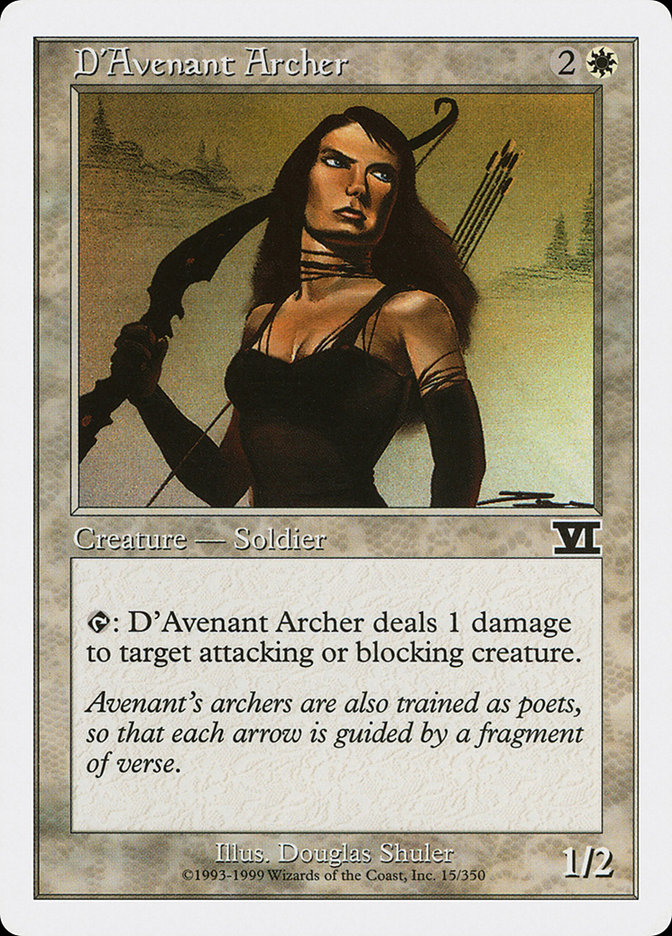 D'Avenant Archer 2
VI
Creature — Soldier
: D'Avenant Archer deals 1 damage
to target attacking or blocking creature.
Avenant's archers are also trained as poets,
so that each arrow is guided by a fragment
of verse.
Illus. Douglas Shuler
©1993-1999 Wizards of the Coast, Inc. 15/350
1/2